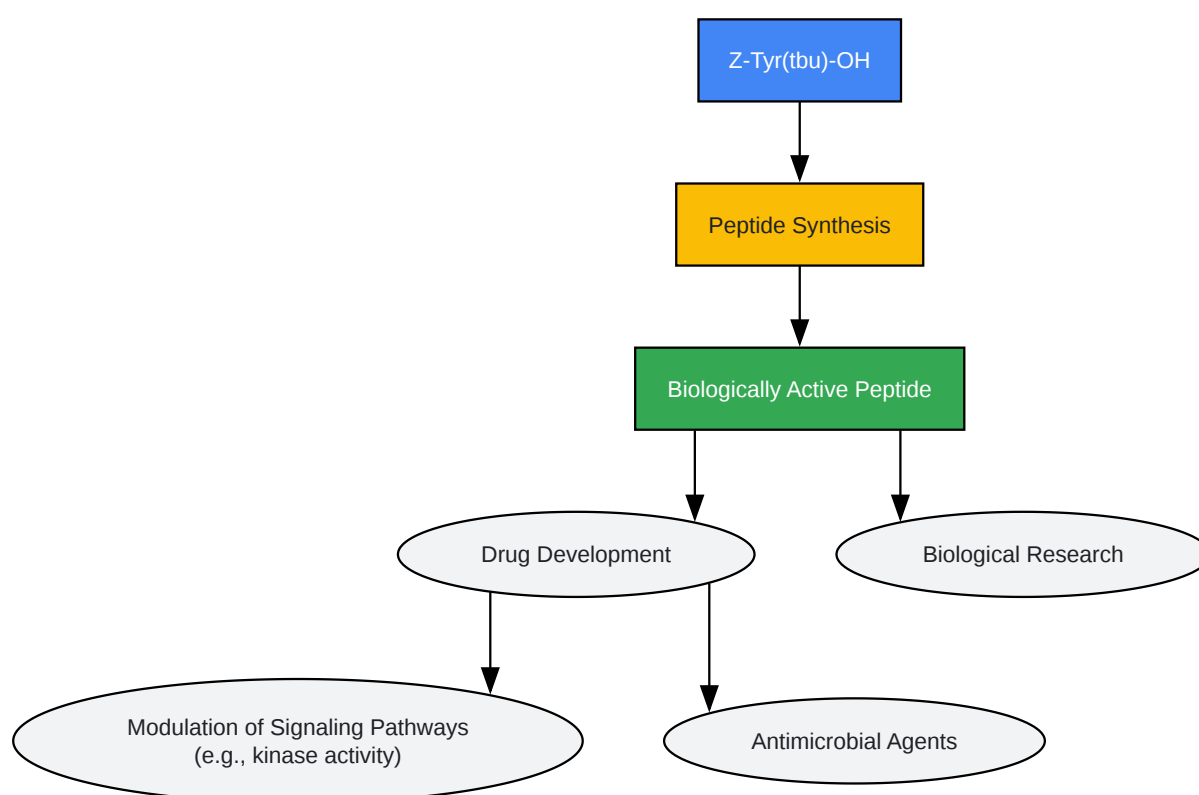 Z-Tyr(tbu)-OH
Peptide Synthesis
Biologically Active Peptide
Drug Development
Biological Research
Modulation of Signaling Pathways
(e.g., kinase activity)
Antimicrobial Agents